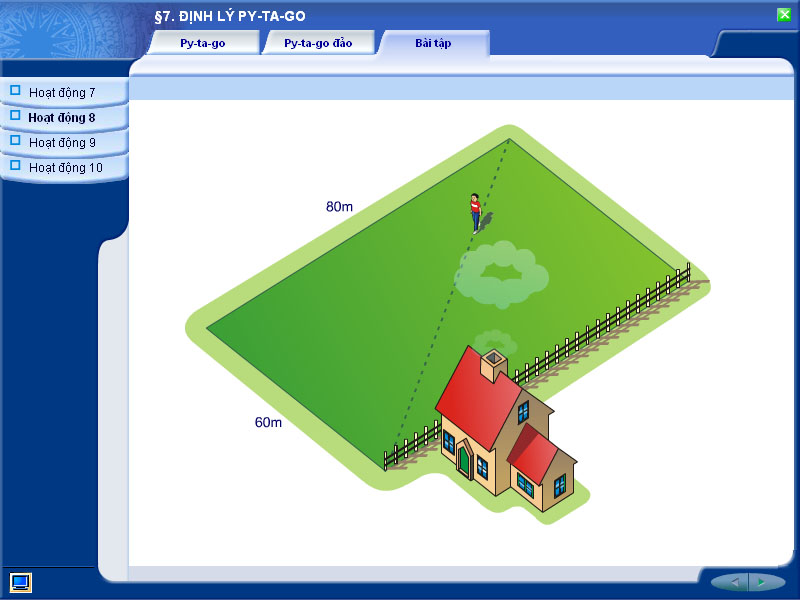 §7. ĐỊNH LÝ PY-TA-GO
Py-ta-go
Py-ta-go đảo
Bài tập
Hoạt động 7
Hoạt động 8
Hoạt động 9
Hoạt động 10
80m
60m